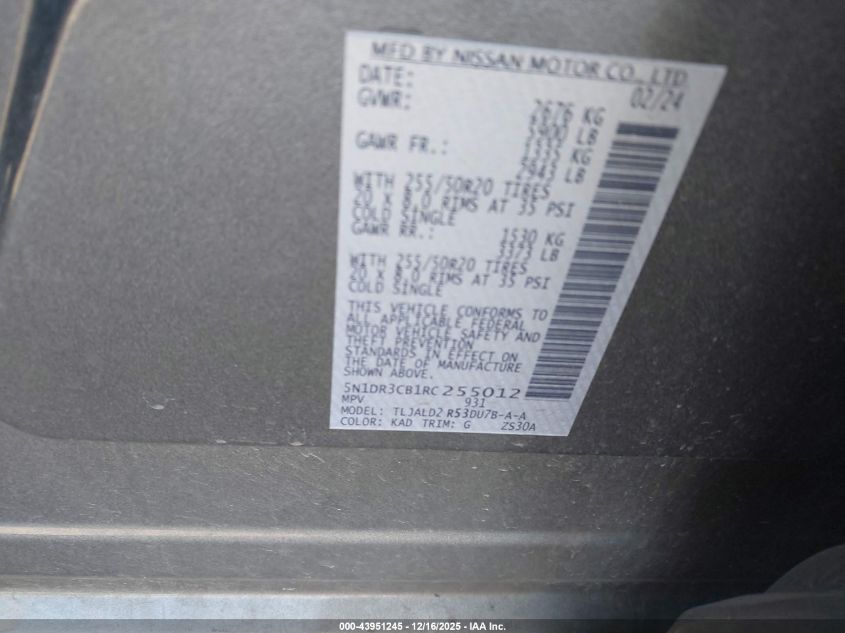 MFD BY NISSAN MOTOR CO., LTD.
DATE: 02/24
GVWR: 2676 KG
5900 LB
GAWR FR.: 1335 KG
2943 LB
WITH 255/50R20 TIRES
20 X 8.0 RIMS AT 35 PSI
COLD SINGLE
GAWR RR.: 1530 KG
3373 LB
WITH 255/50R20 TIRES
20 X 8.0 RIMS AT 35 PSI
COLD SINGLE
THIS VEHICLE CONFORMS TO
ALL APPLICABLE FEDERAL
MOTOR VEHICLE SAFETY AND
THEFT PREVENTION
STANDARDS IN EFFECT ON
THE DATE OF MANUFACTURE
SHOWN ABOVE.
5N1DR3CB1RC255012
MPV 931
MODEL: TLJALD2 R53DU7B-A-A
COLOR: KAD TRIM: G ZS30A
000-43951245 - 12/16/2025 - IAA Inc.